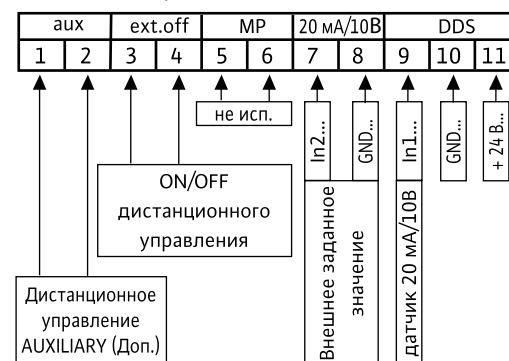 aux ext.off MP 20 мА/10В DDS
1 2 3 4 5 6 7 8 9 10 11
не исп.
In2...
GND...
In1...
GND...
+ 24 В...
ON/OFF
дистанционного
управления
Внешнее заданное
значение
датчик 20 мА/10В
Дистанционное
управление
AUXILIARY (Доп.)